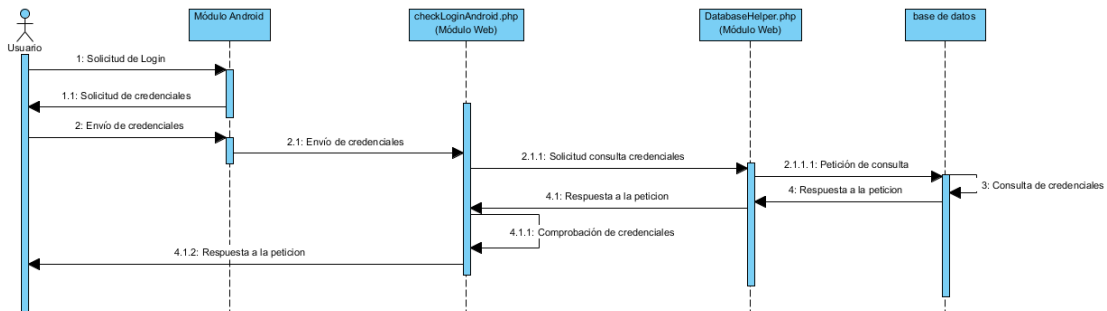 Módulo Android
checkLoginAndroid.php
(Módulo Web)
DatabaseHelper.php
(Módulo Web)
base de datos
Usuario
1: Solicitud de Login
1.1: Solicitud de credenciales
2: Envío de credenciales
2.1: Envío de credenciales
2.1.1: Solicitud consulta credenciales
2.1.1.1: Petición de consulta
3: Consulta de credenciales
4: Respuesta a la peticion
4.1: Respuesta a la peticion
4.1.1: Comprobación de credenciales
4.1.2: Respuesta a la peticion